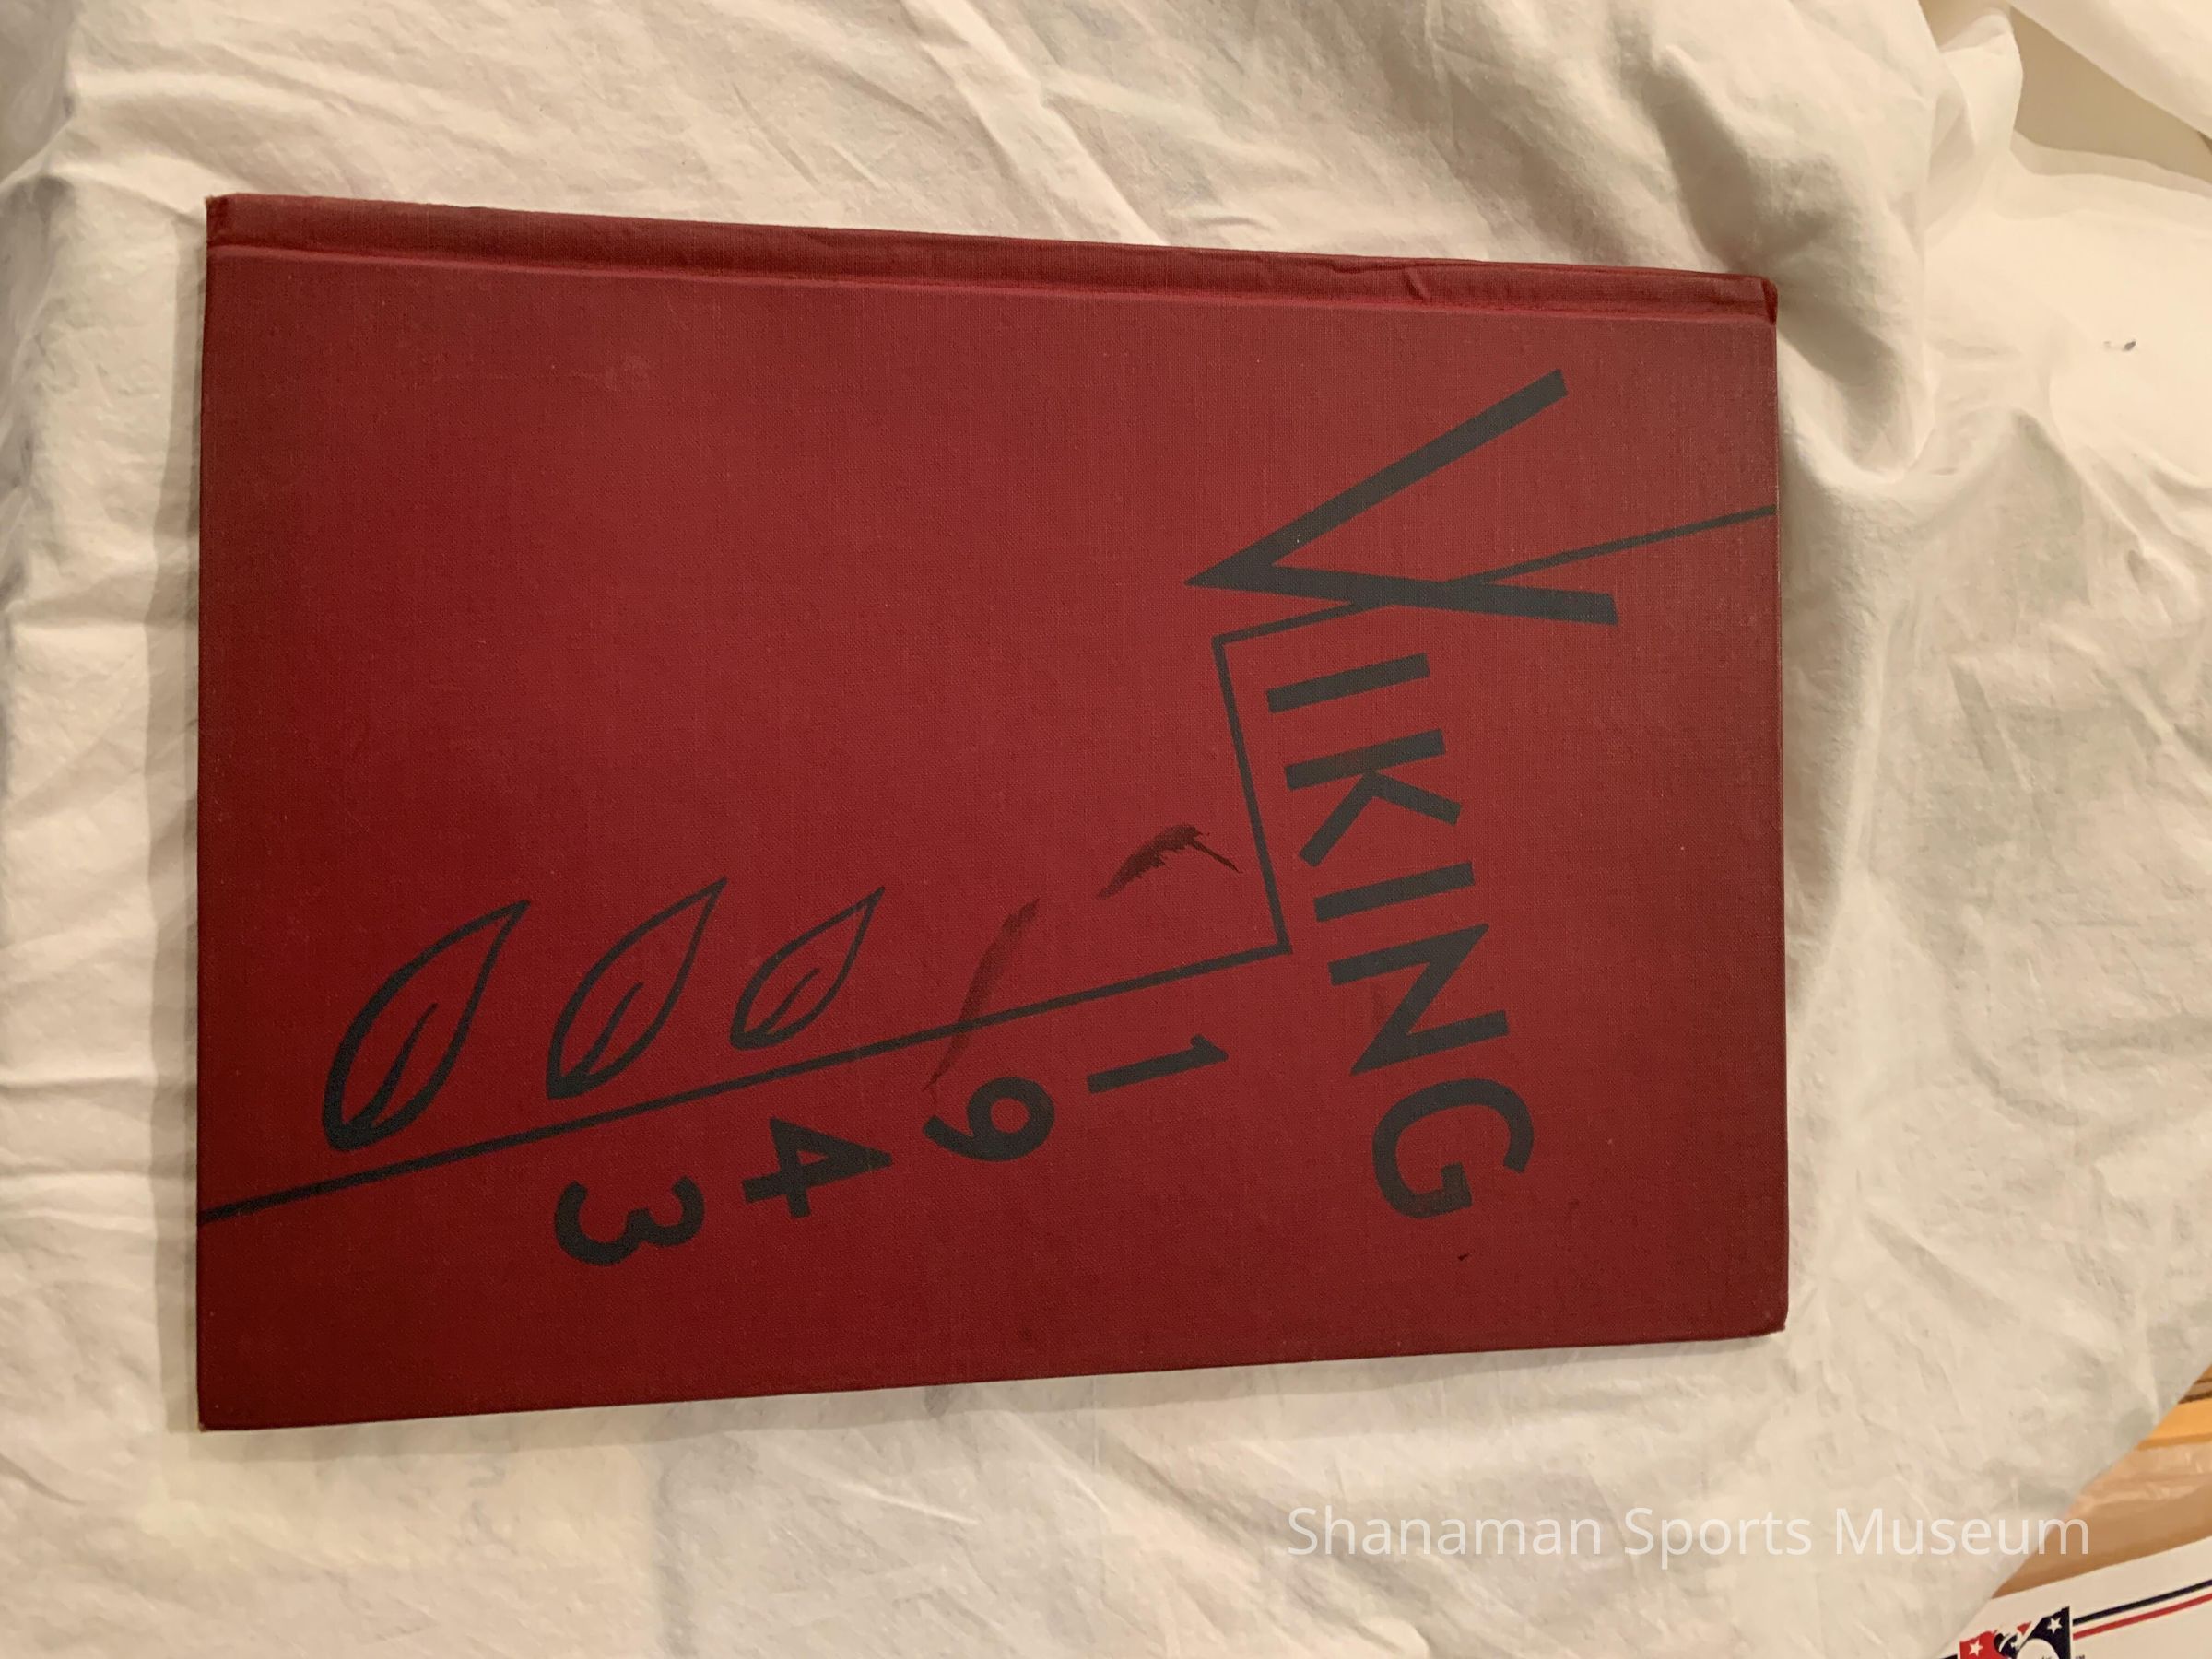 VIKING
1943
Shanaman Sports Museum